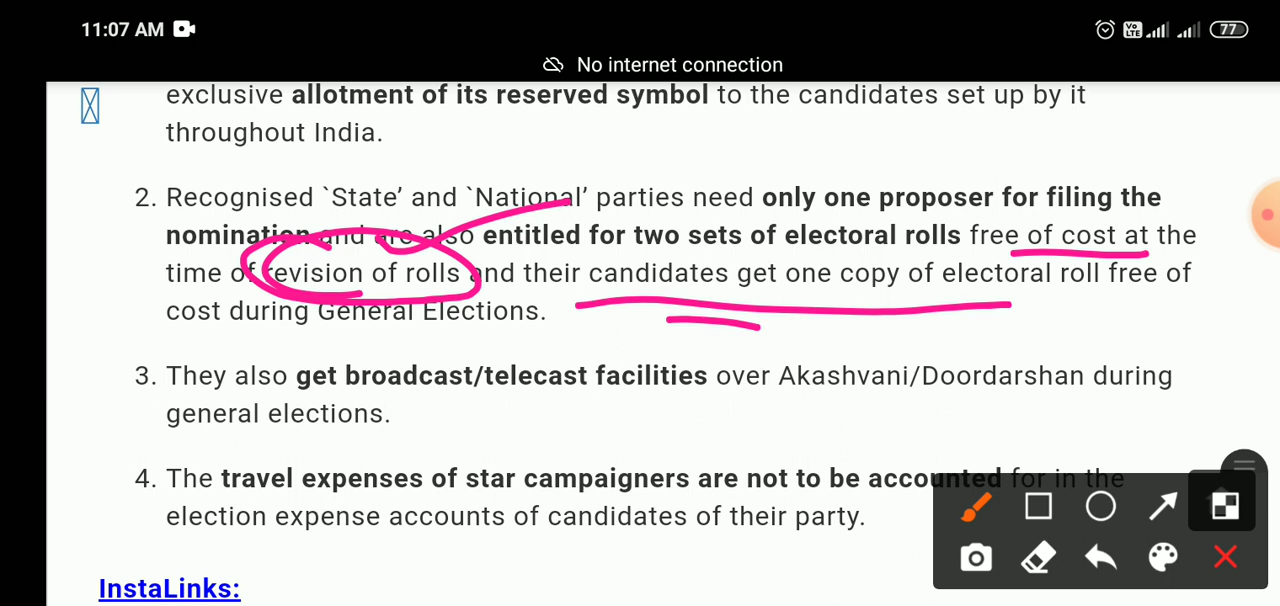 11:07 AM
Vo LTE
77
No internet connection
exclusive allotment of its reserved symbol to the candidates set up by it
throughout India.
2. Recognised `State’ and `National’ parties need only one proposer for filing the
nomination and are also entitled for two sets of electoral rolls free of cost at the
time of revision of rolls and their candidates get one copy of electoral roll free of
cost during General Elections.
3. They also get broadcast/telecast facilities over Akashvani/Doordarshan during
general elections.
4. The travel expenses of star campaigners are not to be accounted for in the
election expense accounts of candidates of their party.
InstaLinks: